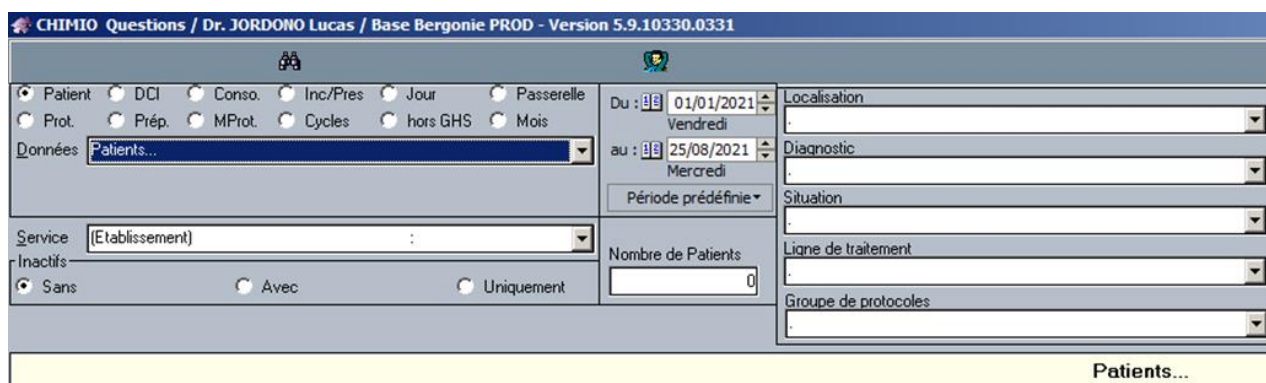 CHIMIO Questions / Dr. JORDONO Lucas / Base Bergonie PROD - Version 5.9.10330.0331
Patient DCI Conso. Inc/Pres Jour Passerelle
Prot. Prép. MProt. Cycles hors GHS Mois
Données Patients...
Service (Etablissement) :
Inactifs
Sans Avec Uniquement
Du : 01/01/2021
Vendredi
au : 25/08/2021
Mercredi
Période prédéfinie
Nombre de Patients
0
Localisation
.
Diagnostic
.
Situation
.
Ligne de traitement
.
Groupe de protocoles
.
Patients...